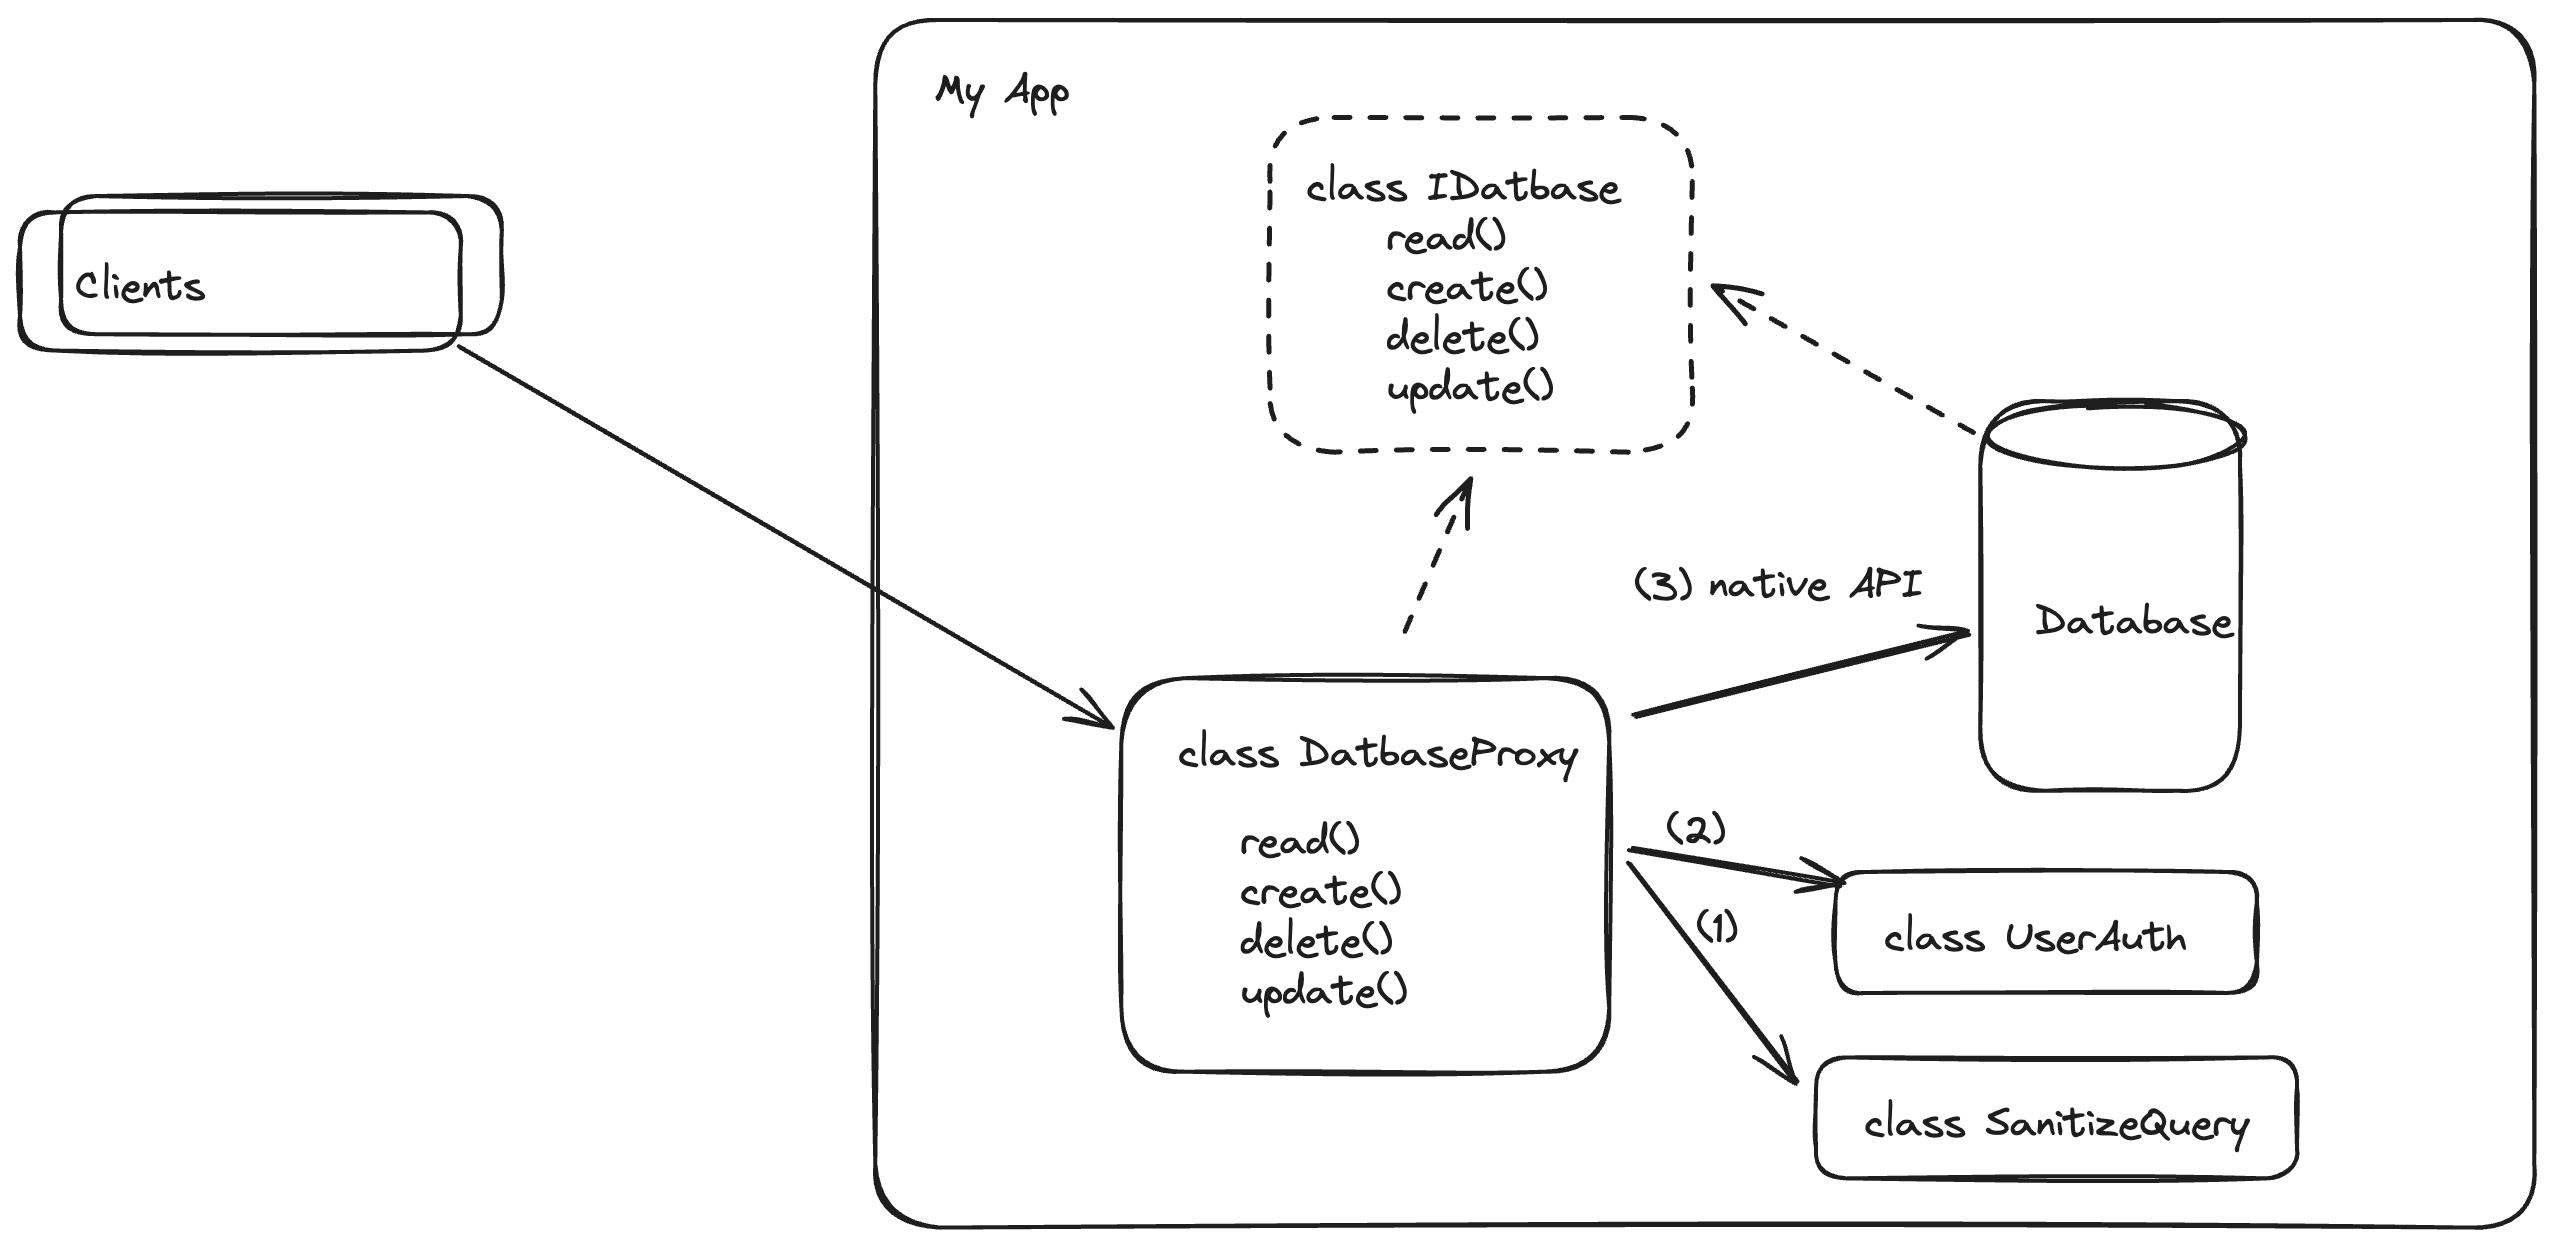 My App
Clients
class IDatbase
read()
create()
delete()
update()
(3) native API
Database
class DatbaseProxy
read()
create()
delete()
update()
(2)
(1)
class UserAuth
class SanitizeQuery